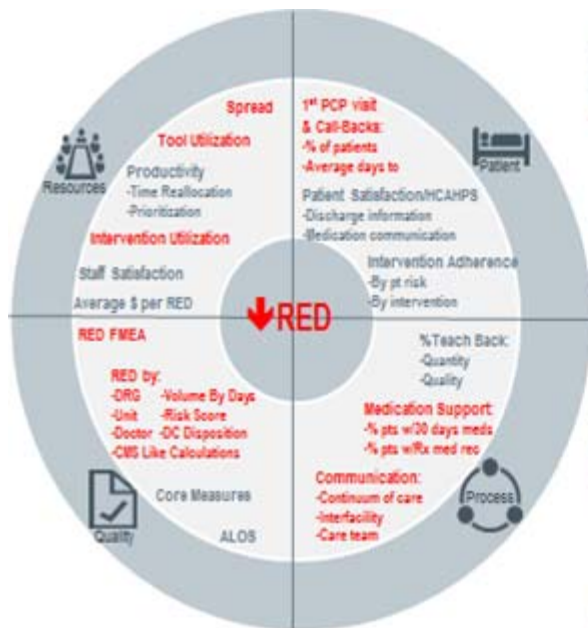 Spread
Tool Utilization
Productivity
-Time Reallocation
-Prioritization
Intervention Utilization
Staff Satisfaction
Average $ per RED
Resources
1st PCP visit
& Call-Backs:
-% of patients
-Average days to
Patient Satisfaction/HCAHPS
-Discharge information
-Medication communication
Intervention Adherence
-By pt risk
-By intervention
Patient
RED
RED FMEA
RED by:
-DRG -Volume By Days
-Unit -Risk Score
-Doctor -DC Disposition
-CMS Like Calculations
Core Measures
ALOS
Quality
%Teach Back:
-Quantity
-Quality
Medication Support:
-% pts w/30 days meds
-% pts w/Rx med rec
Communication:
-Continuum of care
-Interfacility
-Care team
Process